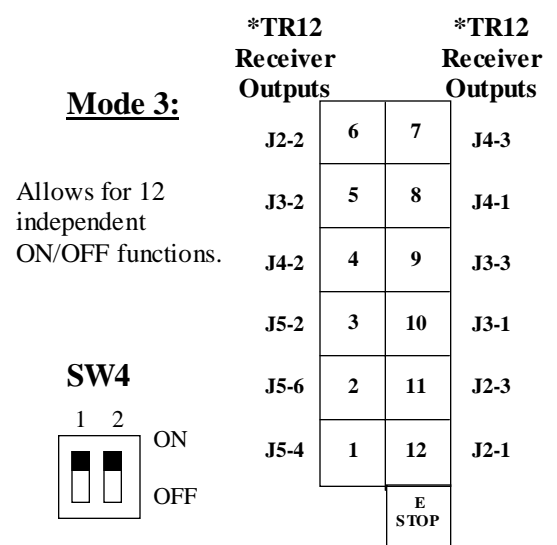 *TR12 *TR12
Receiver Receiver
Outputs Outputs
Mode 3:
J2-2 6 7 J4-3
Allows for 12
independent
ON/OFF functions.
J3-2 5 8 J4-1
J4-2 4 9 J3-3
J5-2 3 10 J3-1
SW4
J5-6 2 11 J2-3
1 2
ON
OFF
J5-4 1 12 J2-1
E
STOP